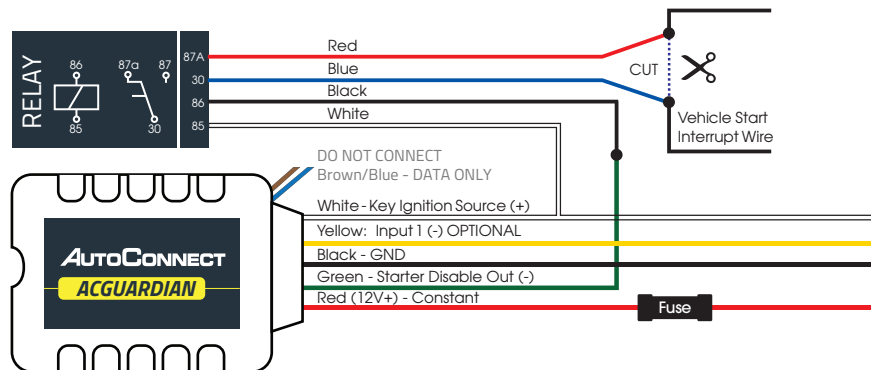 RELAY
86
87a
87
85
30
87A
30
86
85
Red
Blue
Black
White
CUT
Vehicle Start
Interrupt Wire
DO NOT CONNECT
Brown/Blue - DATA ONLY
White - Key Ignition Source (+)
Yellow: Input 1 (-) OPTIONAL
Black - GND
Green - Starter Disable Out (-)
Red (12V+) - Constant
Fuse
AUTOCONNECT
ACGUARDIAN